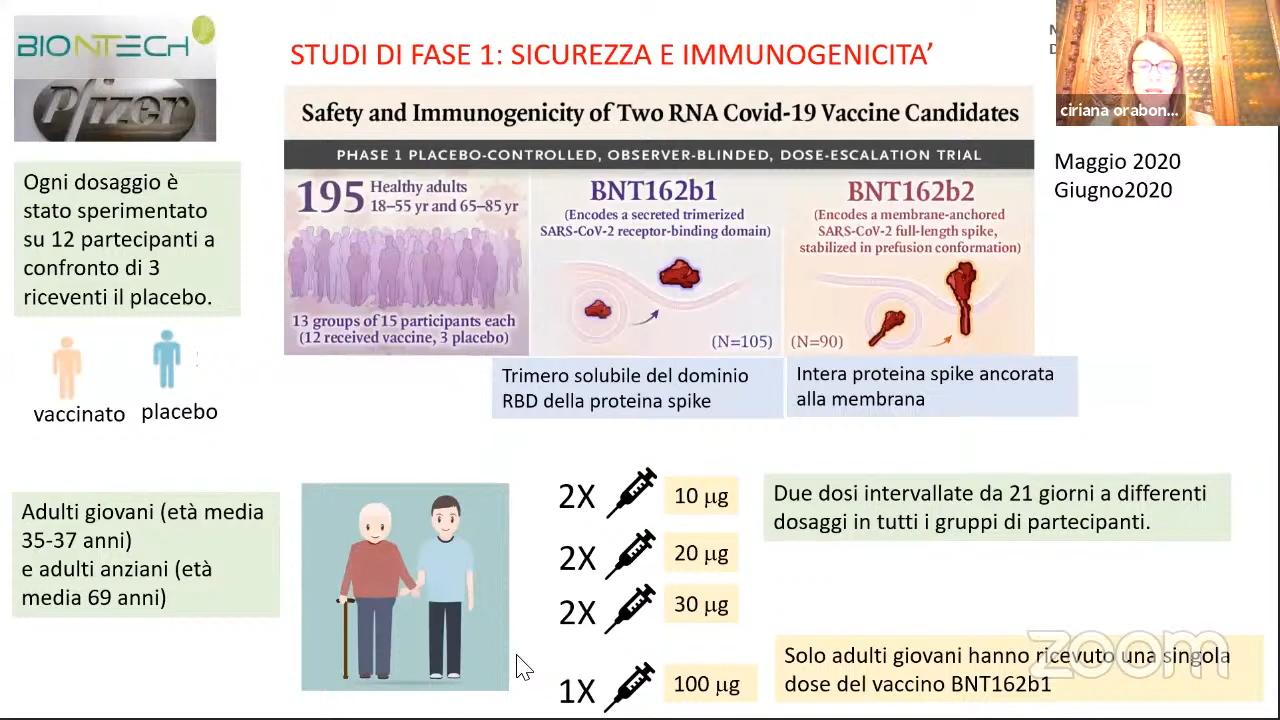 BIONTECH
Pfizer
STUDI DI FASE 1: SICUREZZA E IMMUNOGENICITA’
ciriana orabon...
Safety and Immunogenicity of Two RNA Covid-19 Vaccine Candidates
PHASE 1 PLACEBO-CONTROLLED, OBSERVER-BLINDED, DOSE-ESCALATION TRIAL
Maggio 2020
Giugno2020
Ogni dosaggio è
stato sperimentato
su 12 partecipanti a
confronto di 3
riceventi il placebo.
195 Healthy adults
18–55 yr and 65–85 yr
13 groups of 15 participants each
(12 received vaccine, 3 placebo)
BNT162b1
(Encodes a secreted trimerized
SARS-CoV-2 receptor-binding domain)
(N=105)
BNT162b2
(Encodes a membrane-anchored
SARS-CoV-2 full-length spike,
stabilized in prefusion conformation)
(N=90)
Trimero solubile del dominio
RBD della proteina spike
Intera proteina spike ancorata
alla membrana
vaccinato
placebo
Adulti giovani (età media
35-37 anni)
e adulti anziani (età
media 69 anni)
2X 10 μg
2X 20 μg
2X 30 μg
1X 100 μg
Due dosi intervallate da 21 giorni a differenti
dosaggi in tutti i gruppi di partecipanti.
Solo adulti giovani hanno ricevuto una singola
dose del vaccino BNT162b1
zoom